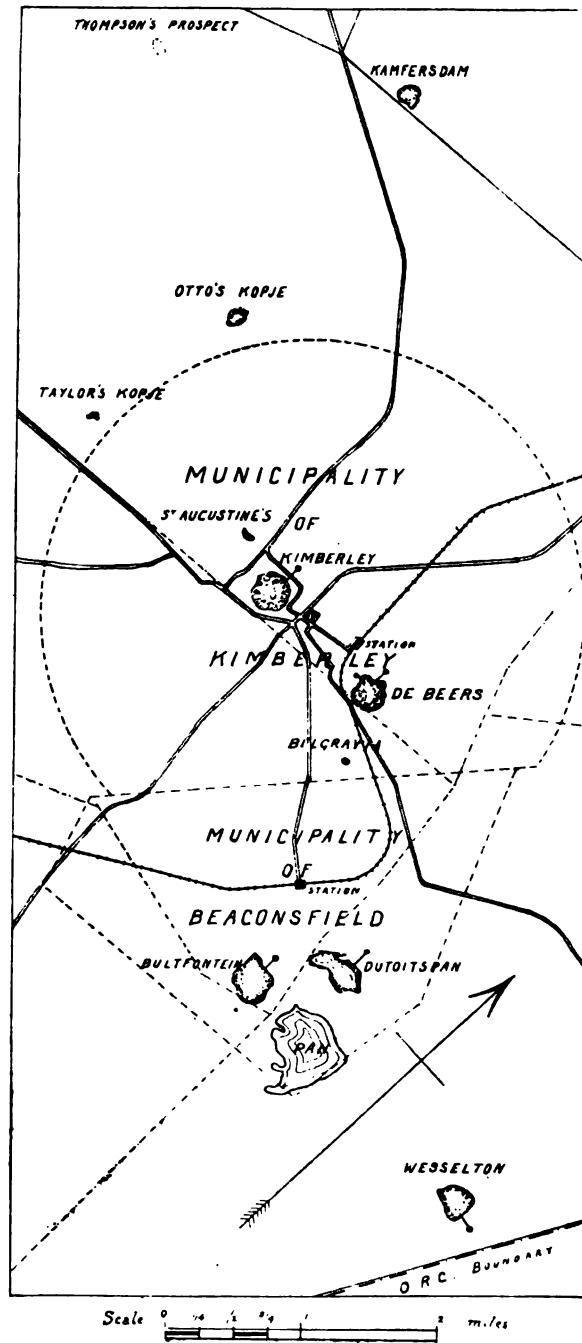 THOMPSON'S PROSPECT
KAMFERSDAM
OTTO'S KOPJE
TAYLOR'S KOPJE
MUNICIPALITY
ST AUGUSTINE'S
OF
KIMBERLEY
STATION
KIMBERLEY
DE BEERS
BULGRAVIA
MUNICIPALITY
OF
STATION
BEACONSFIELD
BULTFONTEIN
DUTOITSPAN
PAN
WESSELTON
O.R.C. BOUNDARY
Scale 0 1/4 1/2 3/4 1 2 miles